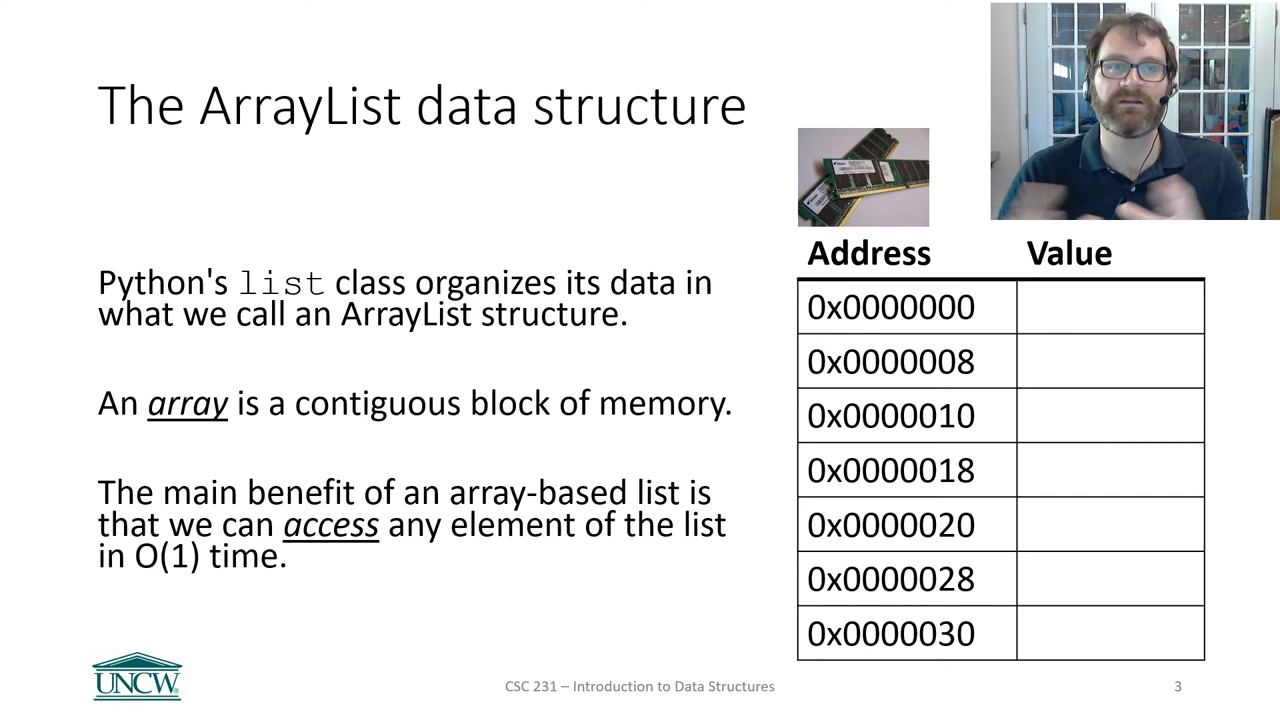 The ArrayList data structure
Python's list class organizes its data in
what we call an ArrayList structure.
An array is a contiguous block of memory.
The main benefit of an array-based list is
that we can access any element of the list
in O(1) time.
Address Value
0x0000000
0x0000008
0x0000010
0x0000018
0x0000020
0x0000028
0x0000030
UNCW
CSC 231 – Introduction to Data Structures
3